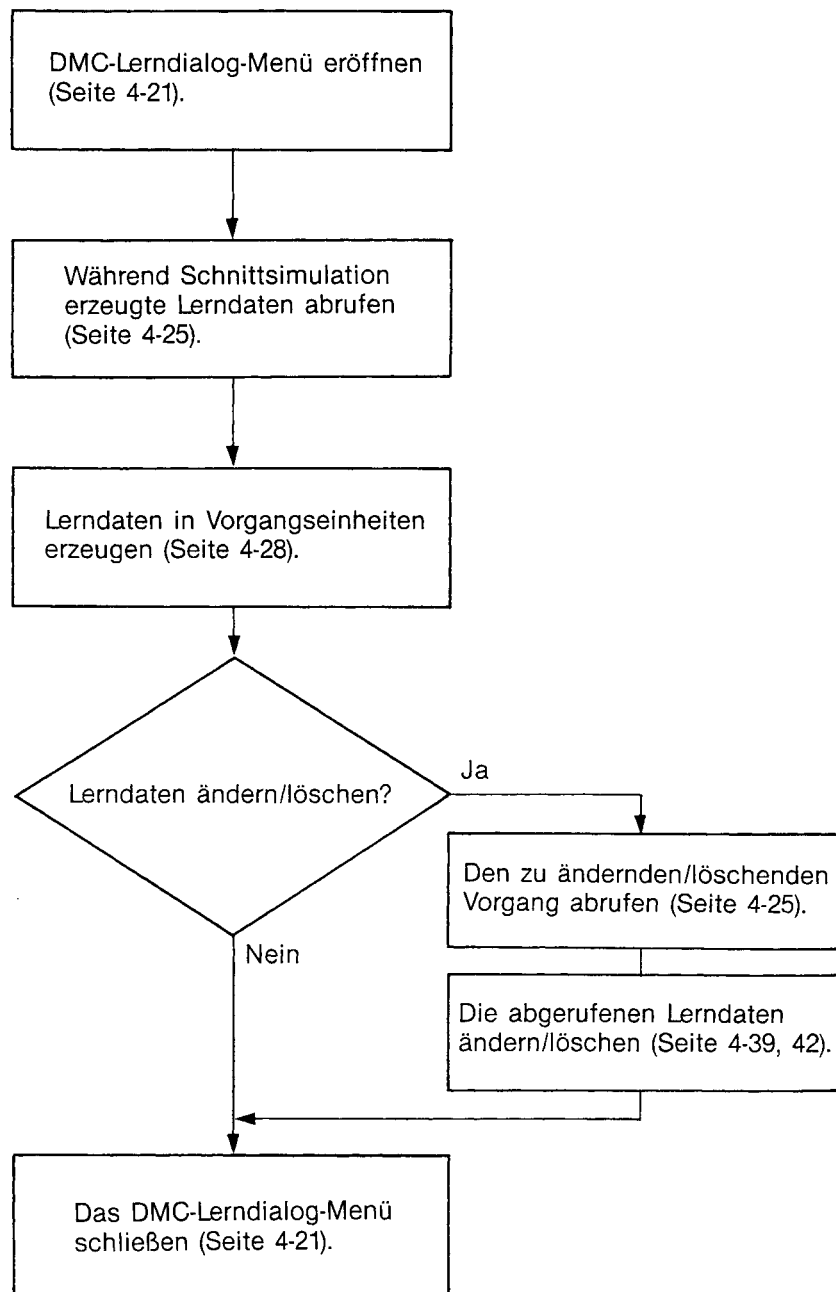 DMC-Lerndialog-Menü eröffnen
(Seite 4-21).
Während Schnittsimulation
erzeugte Lerndaten abrufen
(Seite 4-25).
Lerndaten in Vorgangseinheiten
erzeugen (Seite 4-28).
Lerndaten ändern/löschen?
Ja
Den zu ändernden/löschenden
Vorgang abrufen (Seite 4-25).
Nein
Die abgerufenen Lerndaten
ändern/löschen (Seite 4-39, 42).
Das DMC-Lerndialog-Menü
schließen (Seite 4-21).